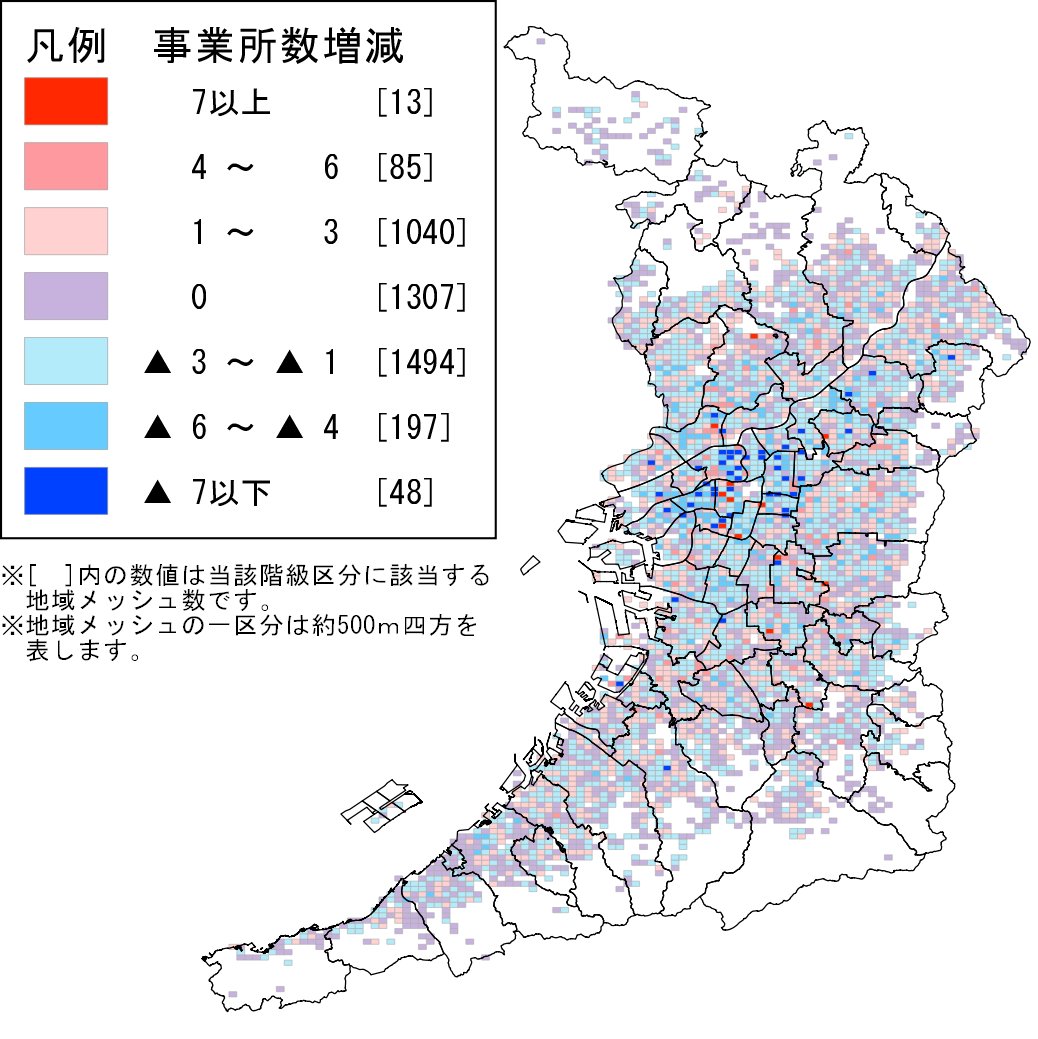 凡例 事業所数増減
7以上 [13]
4 ～ 6 [85]
1 ～ 3 [1040]
0 [1307]
▲ 3 ～ ▲ 1 [1494]
▲ 6 ～ ▲ 4 [197]
▲ 7以下 [48]
※[ ]内の数値は当該階級区分に該当する
地域メッシュ数です。
※地域メッシュの一区分は約500ｍ四方を
表します。